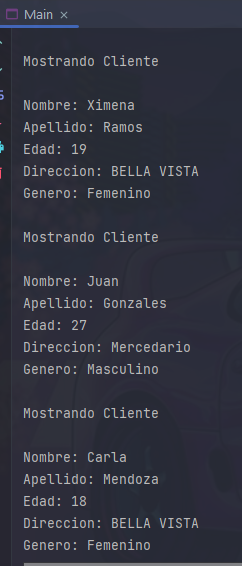 Main
Mostrando Cliente
Nombre: Ximena
Apellido: Ramos
Edad: 19
Direccion: BELLA VISTA
Genero: Femenino
Mostrando Cliente
Nombre: Juan
Apellido: Gonzales
Edad: 27
Direccion: Mercedario
Genero: Masculino
Mostrando Cliente
Nombre: Carla
Apellido: Mendoza
Edad: 18
Direccion: BELLA VISTA
Genero: Femenino